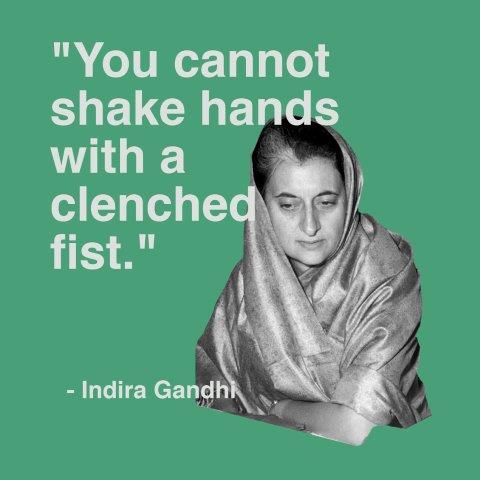 "You cannot
shake hands
with a
clenched
fist."
- Indira Gandhi